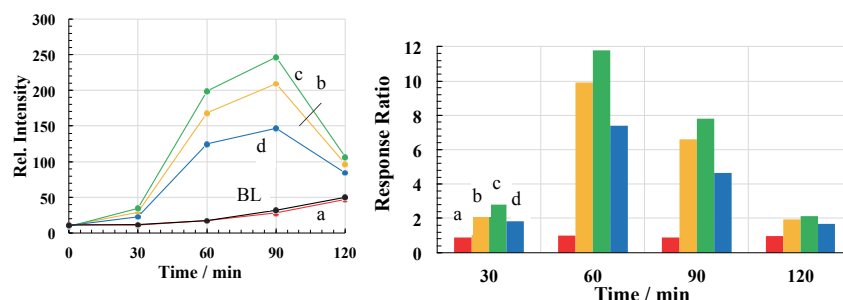 300
250
200
150
100
50
0
Rel. Intensity
c
b
d
BL
a
0 30 60 90 120
Time / min
12
10
8
6
4
2
0
Response Ratio
a b c d
30 60 90 120
Time / min